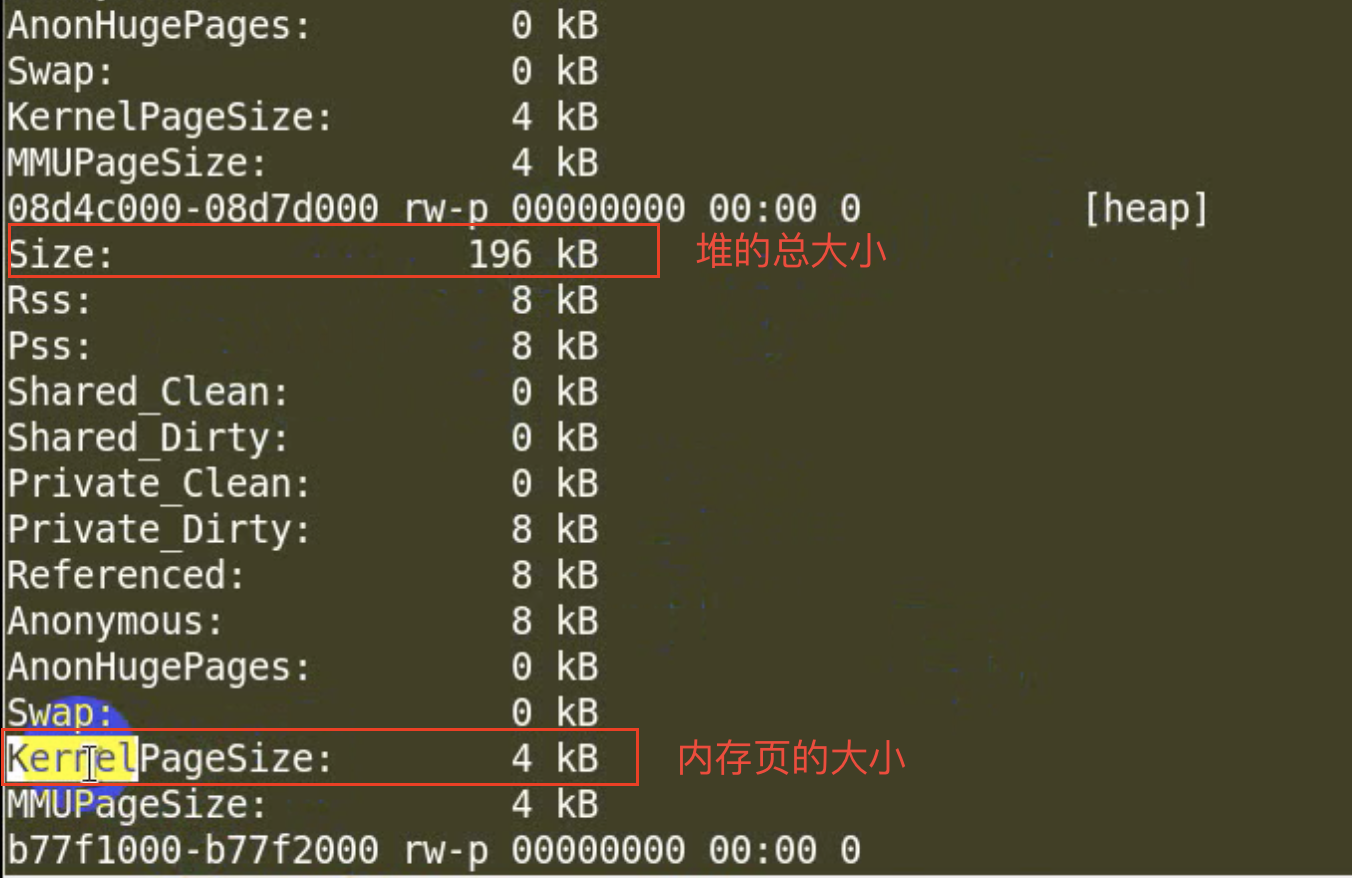 AnonHugePages: 0 kB
Swap: 0 kB
KernelPageSize: 4 kB
MMUPageSize: 4 kB
08d4c000-08d7d000 rw-p 00000000 00:00 0 [heap]
Size: 196 kB 堆的总大小
Rss: 8 kB
Pss: 8 kB
Shared_Clean: 0 kB
Shared_Dirty: 0 kB
Private_Clean: 0 kB
Private_Dirty: 8 kB
Referenced: 8 kB
Anonymous: 8 kB
AnonHugePages: 0 kB
Swap: 0 kB
KernelPageSize: 4 kB 内存页的大小
MMUPageSize: 4 kB
b77f1000-b77f2000 rw-p 00000000 00:00 0